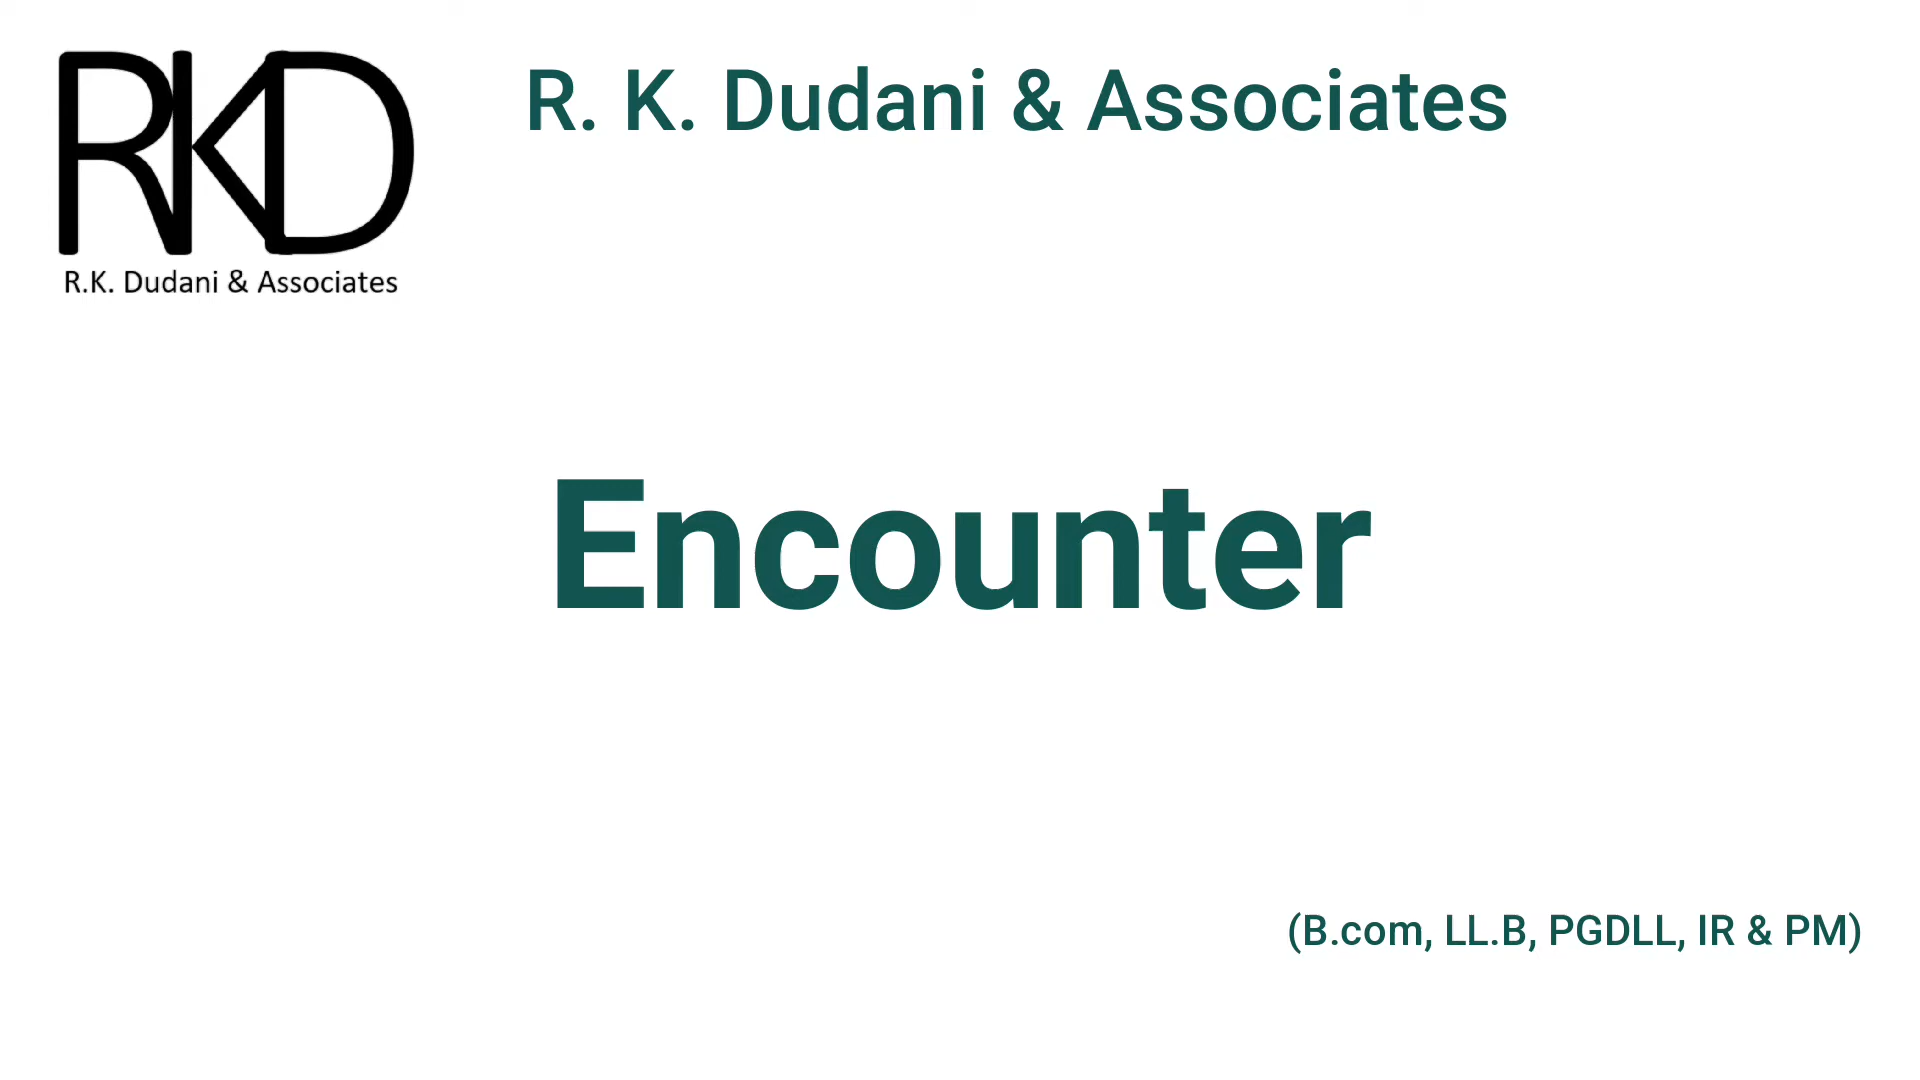 RKD
R.K. Dudani & Associates
R. K. Dudani & Associates
Encounter
(B.com, LL.B, PGDLL, IR & PM)